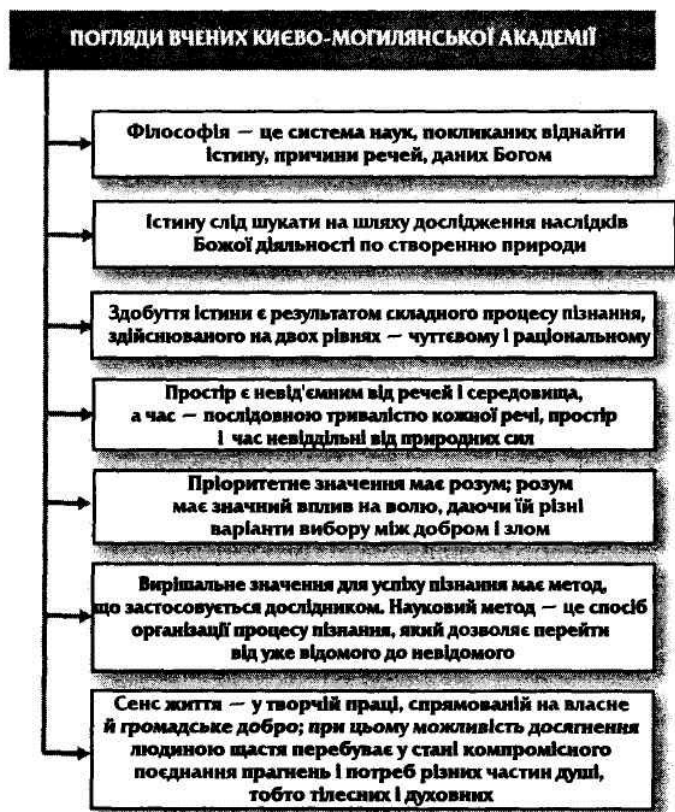 ПОГЛЯДИ ВЧЕНИХ КИЄВО-МОГИЛЯНСЬКОЇ АКАДЕМІЇ
Філософія — це система наук, покликаних віднайти
істину, причини речей, даних Богом
Істину слід шукати на шляху дослідження наслідків
Божої діяльності по створенню природи
Здобуття істини є результатом складного процесу пізнання,
здійснюваного на двох рівнях — чуттєвому і раціональному
Простір є невід'ємним від речей і середовища,
а час — послідовною тривалістю кожної речі, простір
і час невіддільні від природних сил
Пріоритетне значення має розум; розум
має значний вплив на волю, даючи їй різні
варіанти вибору між добром і злом
Вирішальне значення для успіху пізнання має метод,
що застосовується дослідником. Науковий метод — це спосіб
організації процесу пізнання, який дозволяє перейти
від уже відомого до невідомого
Сенс життя — у творчій праці, спрямованій на власне
й громадське добро; при цьому можливість досягнення
людиною щастя перебуває у стані компромісного
поєднання прагнень і потреб різних частин душі,
тобто тілесних і духовних